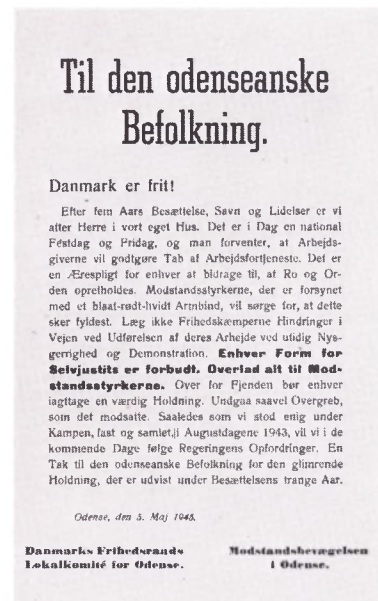 Til den odenseanske
Befolkning.
Danmark er frit!
Efter fem Aars Besættelse, Savn og Lidelser er vi
atter Herre i vort eget Hus. Det er i Dag en national
Festdag og Fridag, og man forventer, at Arbejds-
giverne vil godtgøre Tab af Arbejdsfortjeneste. Det er
en Ærespligt for enhver at bidrage til, at Ro og Or-
den opretholdes. Modstandsstyrkerne, der er forsynet
med et blaat-rødt-hvidt Armbind, vil sørge for, at dette
sker fyldest. Læg ikke Frihedskæmperne Hindringer i
Vejen ved Udførelsen af deres Arbejde ved utidig Nys-
gerrighed og Demonstration. Enhver Form for
Selvjustits er forbudt. Overlad alt til Mod-
standsstyrkerne. Over for Fjenden bør enhver
iagttage en værdig Holdning. Undgaa saavel Overgreb,
som det modsatte. Saaledes som vi stod enig under
Kampen, fast og samlet, i Augustdagene 1943, vil vi i de
kommende Dage følge Regeringens Opfordringer. En
Tak til den odenseanske Befolkning for den glimrende
Holdning, der er udvist under Besættelsens trange Aar.
Odense, den 5. Maj 1945.
Danmarks Frihedsraads Modstandsbevægelsen
Lokalkomité for Odense. i Odense.